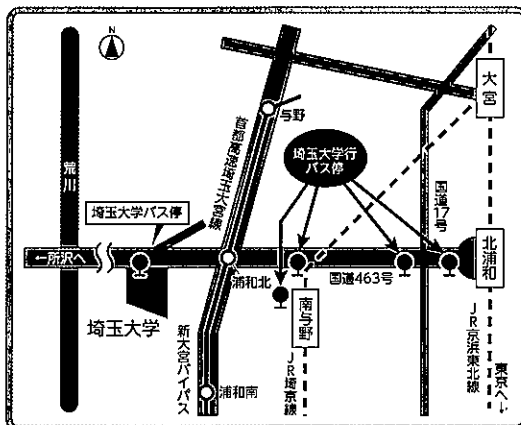 N
大宮
与野
首都高速埼玉大宮線
埼玉大学行
バス停
荒川
国道17号
埼玉大学バス停
←所沢へ
浦和北
国道463号
北浦和
埼玉大学
新大宮バイパス
南与野
JR埼京線
JR京浜東北線
東京へ↓
浦和南